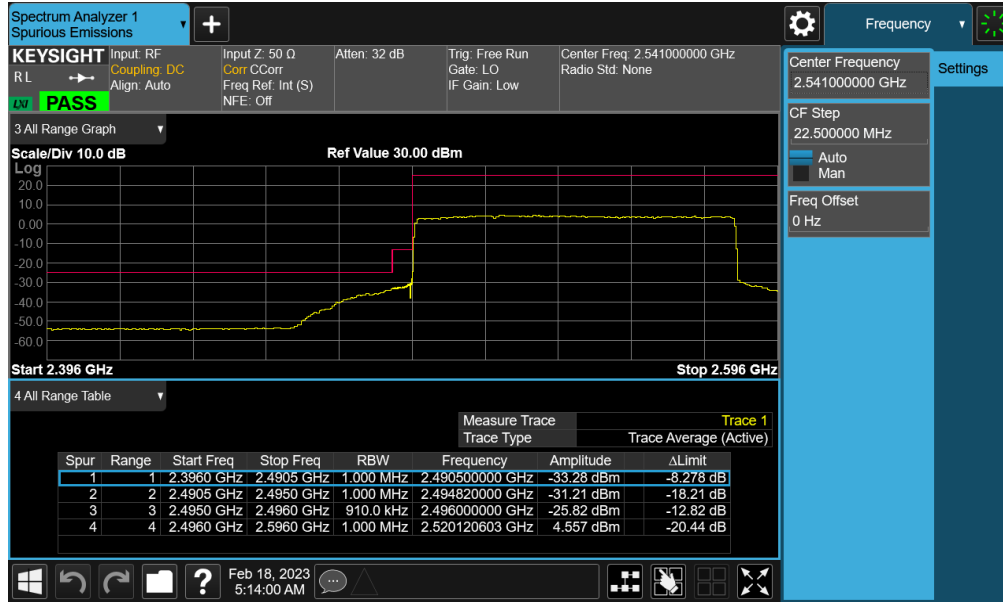 Spectrum Analyzer 1
Spurious Emissions
+
Frequency
KEYSIGHT
R L
LXI
PASS
Input: RF
Coupling: DC
Align: Auto
Input Z: 50 Ω
Corr CCorr
Freq Ref: Int (S)
NFE: Off
Atten: 32 dB
Trig: Free Run
Gate: LO
IF Gain: Low
Center Freq: 2.541000000 GHz
Radio Std: None
Center Frequency
2.541000000 GHz
Settings
CF Step
22.500000 MHz
Auto
Man
Freq Offset
0 Hz
3 All Range Graph
Scale/Div 10.0 dB Ref Value 30.00 dBm
Log
20.0
10.0
0.00
-10.0
-20.0
-30.0
-40.0
-50.0
-60.0
Start 2.396 GHz Stop 2.596 GHz
4 All Range Table
Measure Trace Trace 1
Trace Type Trace Average (Active)
Spur Range Start Freq Stop Freq RBW Frequency Amplitude ΔLimit
1 1 2.3960 GHz 2.4905 GHz 1.000 MHz 2.490500000 GHz -33.28 dBm -8.278 dB
2 2 2.4905 GHz 2.4950 GHz 1.000 MHz 2.494820000 GHz -31.21 dBm -18.21 dB
3 3 2.4950 GHz 2.4960 GHz 910.0 kHz 2.496000000 GHz -25.82 dBm -12.82 dB
4 4 2.4960 GHz 2.5960 GHz 1.000 MHz 2.520120603 GHz 4.557 dBm -20.44 dB
?
Feb 18, 2023
5:14:00 AM